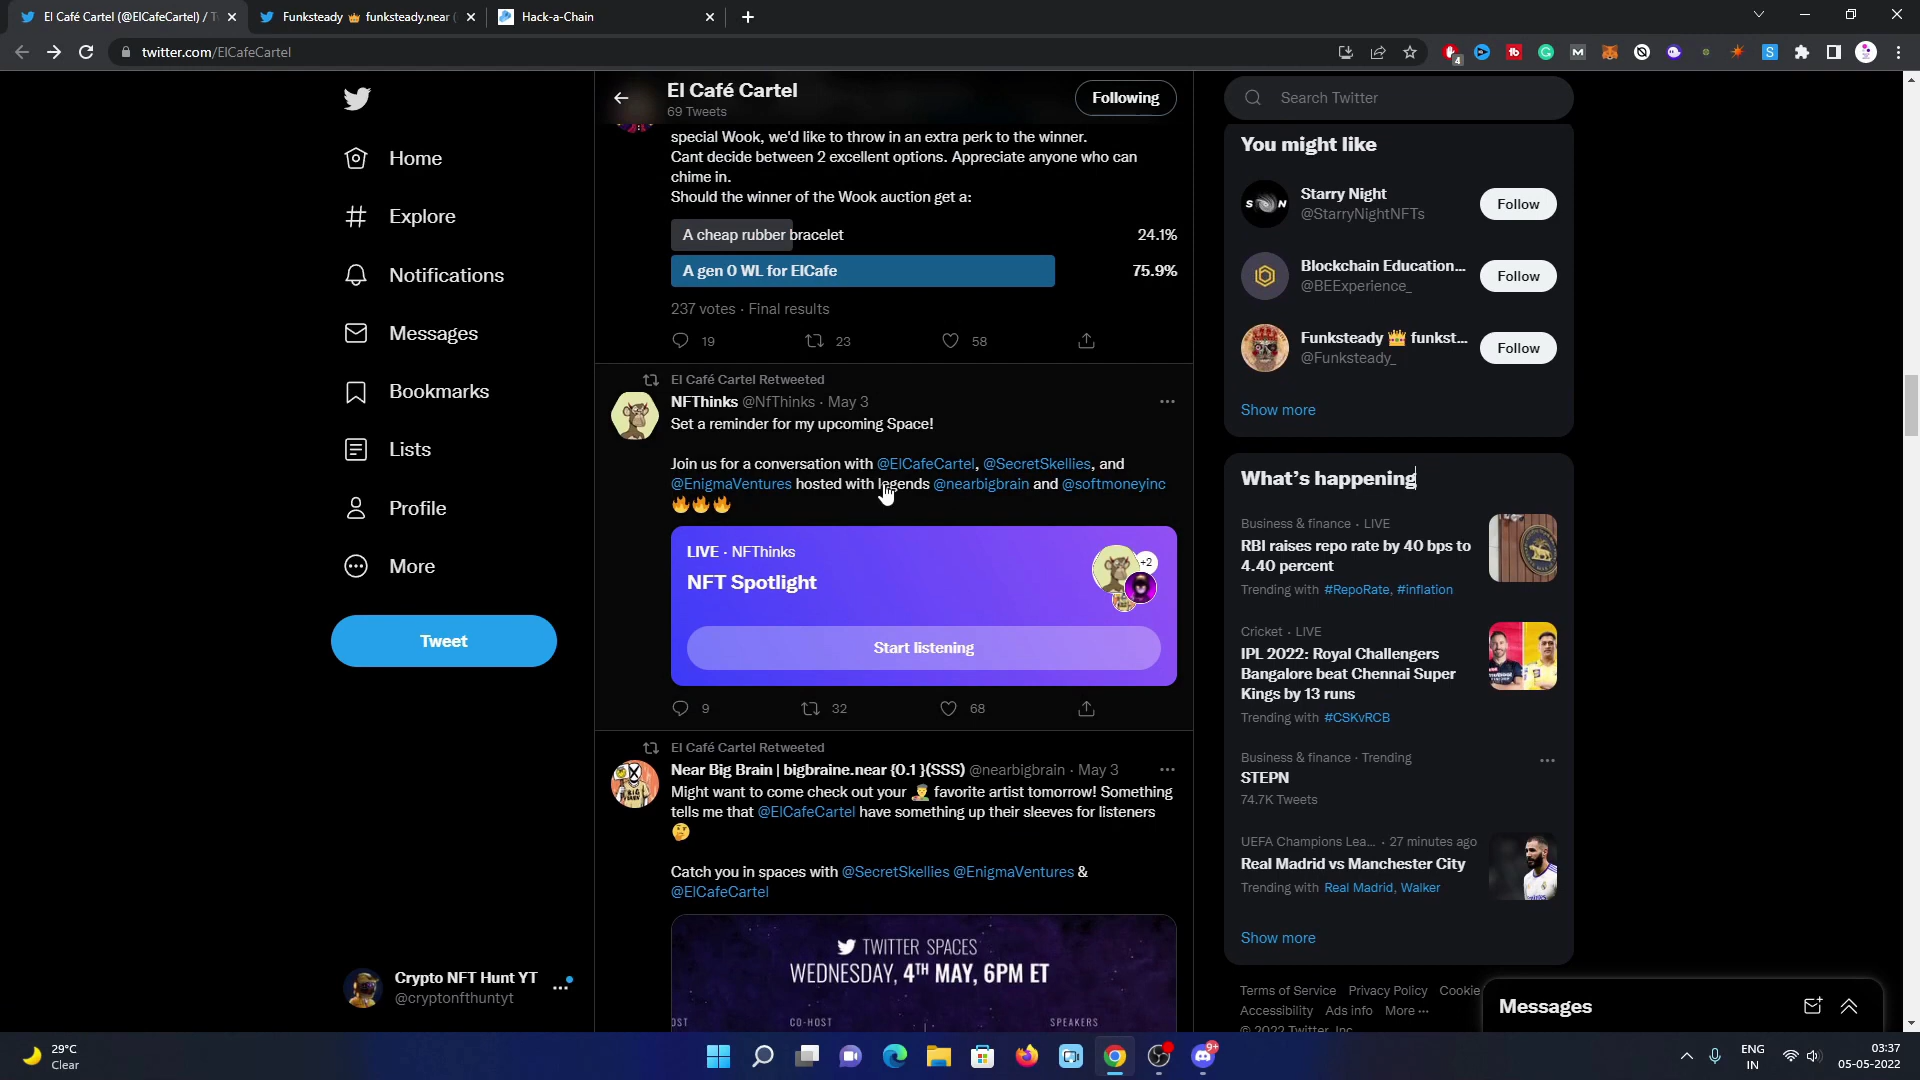 El Café Cartel (@ElCafeCartel) / T
Funksteady 👑 funksteady.near (
Hack-a-Chain
twitter.com/ElCafeCartel
4
Home
Explore
Notifications
Messages
Bookmarks
Lists
Profile
More
Tweet
Crypto NFT Hunt YT
@cryptonfthuntyt
El Café Cartel
69 Tweets
Following
special Wook, we'd like to throw in an extra perk to the winner.
Cant decide between 2 excellent options. Appreciate anyone who can
chime in.
Should the winner of the Wook auction get a:
A cheap rubber bracelet 24.1%
A gen 0 WL for ElCafe 75.9%
237 votes · Final results
19 23 58
El Café Cartel Retweeted
NFThinks @NfThinks · May 3
Set a reminder for my upcoming Space!
Join us for a conversation with @ElCafeCartel, @SecretSkellies, and
@EnigmaVentures hosted with legends @nearbigbrain and @softmoneyinc
🔥🔥🔥
LIVE · NFThinks
+2
NFT Spotlight
Start listening
9 32 68
El Café Cartel Retweeted
Near Big Brain | bigbraine.near {0.1 }(SSS) @nearbigbrain · May 3
Might want to come check out your 👨‍🎨 favorite artist tomorrow! Something
tells me that @ElCafeCartel have something up their sleeves for listeners
🤔
Catch you in spaces with @SecretSkellies @EnigmaVentures &
@ElCafeCartel
TWITTER SPACES
WEDNESDAY, 4TH MAY, 6PM ET
OST CO-HOST SPEAKERS
Search Twitter
You might like
Starry Night
@StarryNightNFTs
Follow
Blockchain Education...
@BEExperience_
Follow
Funksteady 👑 funkst...
@Funksteady_
Follow
Show more
What's happening
Business & finance · LIVE
RBI raises repo rate by 40 bps to
4.40 percent
Trending with #RepoRate, #inflation
Cricket · LIVE
IPL 2022: Royal Challengers
Bangalore beat Chennai Super
Kings by 13 runs
Trending with #CSKvRCB
Business & finance · Trending
STEPN
74.7K Tweets
UEFA Champions Lea... · 27 minutes ago
Real Madrid vs Manchester City
Trending with Real Madrid, Walker
Show more
Terms of Service Privacy Policy Cookie
Accessibility Ads info More ···
© 2022 Twitter, Inc.
Messages
29°C
Clear
9+
ENG
IN
03:37
05-05-2022